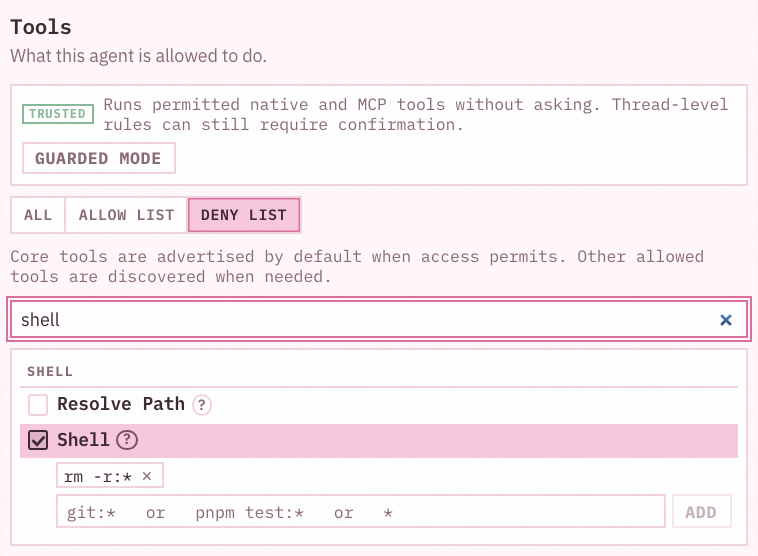 Tools
What this agent is allowed to do.
TRUSTED Runs permitted native and MCP tools without asking. Thread-level
rules can still require confirmation.
GUARDED MODE
ALL ALLOW LIST DENY LIST
Core tools are advertised by default when access permits. Other allowed
tools are discovered when needed.
shell ×
SHELL
Resolve Path ?
Shell ?
rm -r:* ×
git:* or pnpm test:* or * ADD